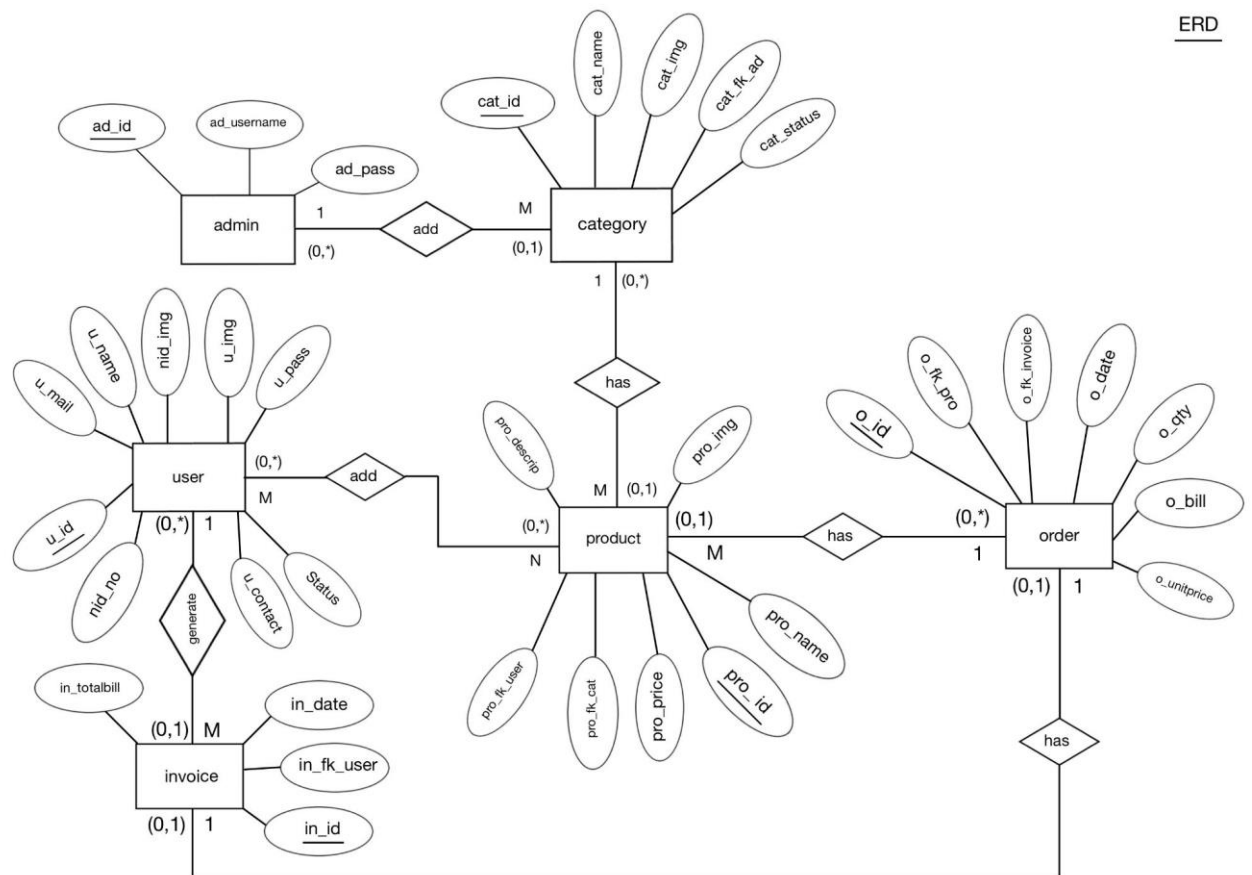 ERD
cat_name
cat_img
cat_fk_ad
cat_id
cat_status
ad_id
ad_username
ad_pass
admin
1
(0,*)
add
M
(0,1)
category
1
(0,*)
has
M
(0,1)
u_mail
u_name
nid_img
u_img
u_pass
user
(0,*)
M
add
(0,*)
N
u_id
nid_no
u_contact
Status
(0,*)
1
generate
(0,1)
M
pro_descrip
pro_img
product
pro_fk_user
pro_fk_cat
pro_price
pro_id
pro_name
(0,1)
M
has
(0,*)
1
o_id
o_fk_pro
o_fk_invoice
o_date
o_qty
o_bill
o_unitprice
order
(0,1)
1
has
in_totalbill
in_date
in_fk_user
in_id
invoice
(0,1)
1